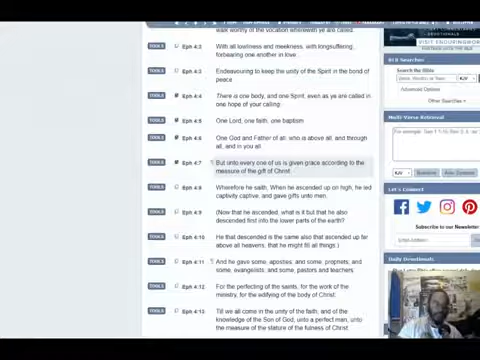 walk worthy of the vocation wherewith ye are called,
VISIT ENDURINGWORD
TOOLS Eph 4:2 With all lowliness and meekness, with longsuffering,
forbearing one another in love.
TOOLS Eph 4:3 Endeavouring to keep the unity of the Spirit in the bond of
peace.
TOOLS Eph 4:4 There is one body, and one Spirit, even as ye are called in
one hope of your calling;
TOOLS Eph 4:5 One Lord, one faith, one baptism,
TOOLS Eph 4:6 One God and Father of all, who is above all, and through
all, and in you all.
TOOLS Eph 4:7 But unto every one of us is given grace according to the
measure of the gift of Christ.
TOOLS Eph 4:8 Wherefore he saith, When he ascended up on high, he led
captivity captive, and gave gifts unto men.
TOOLS Eph 4:9 (Now that he ascended, what is it but that he also
descended first into the lower parts of the earth?
TOOLS Eph 4:10 He that descended is the same also that ascended up far
above all heavens, that he might fill all things.)
TOOLS Eph 4:11 And he gave some, apostles; and some, prophets; and
some, evangelists; and some, pastors and teachers;
TOOLS Eph 4:12 For the perfecting of the saints, for the work of the
ministry, for the edifying of the body of Christ:
TOOLS Eph 4:13 Till we all come in the unity of the faith, and of the
knowledge of the Son of God, unto a perfect man, unto
the measure of the stature of the fulness of Christ:
BLB Searches
Search the Bible
KJV
Advanced Options
Other Searches
Multi-Verse Retrieval
KJV
Let's Connect
Subscribe to our Newsletter
Daily Devotionals